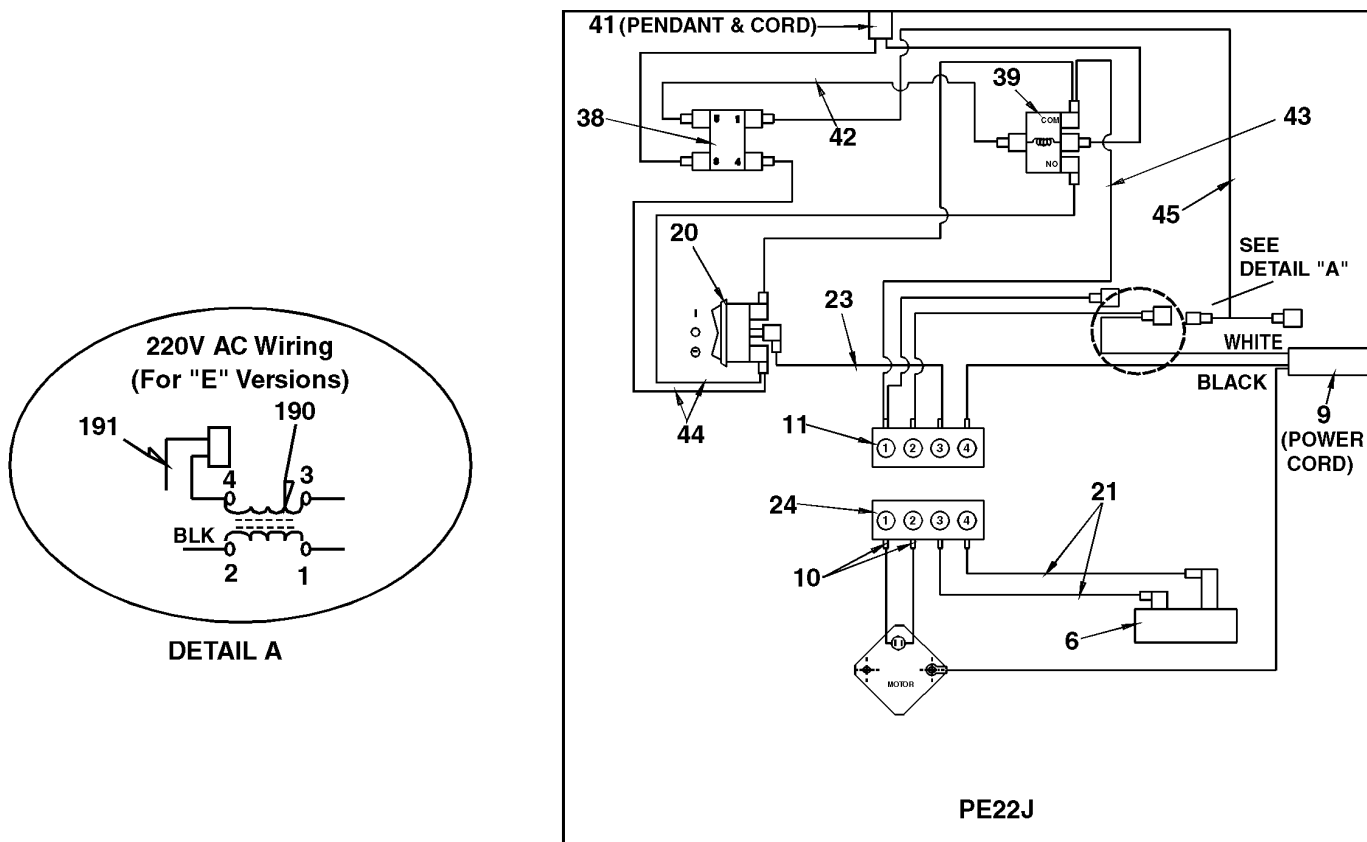 41 (PENDANT & CORD)
39
COM
NO
38
1
4
42
43
45
20
I
23
SEE
DETAIL "A"
WHITE
BLACK
44
11
1 2 3 4
9
(POWER
CORD)
24
1 2 3 4
21
10
6
MOTOR
PE22J
220V AC Wiring
(For "E" Versions)
191
190
4
3
BLK
2
1
DETAIL A